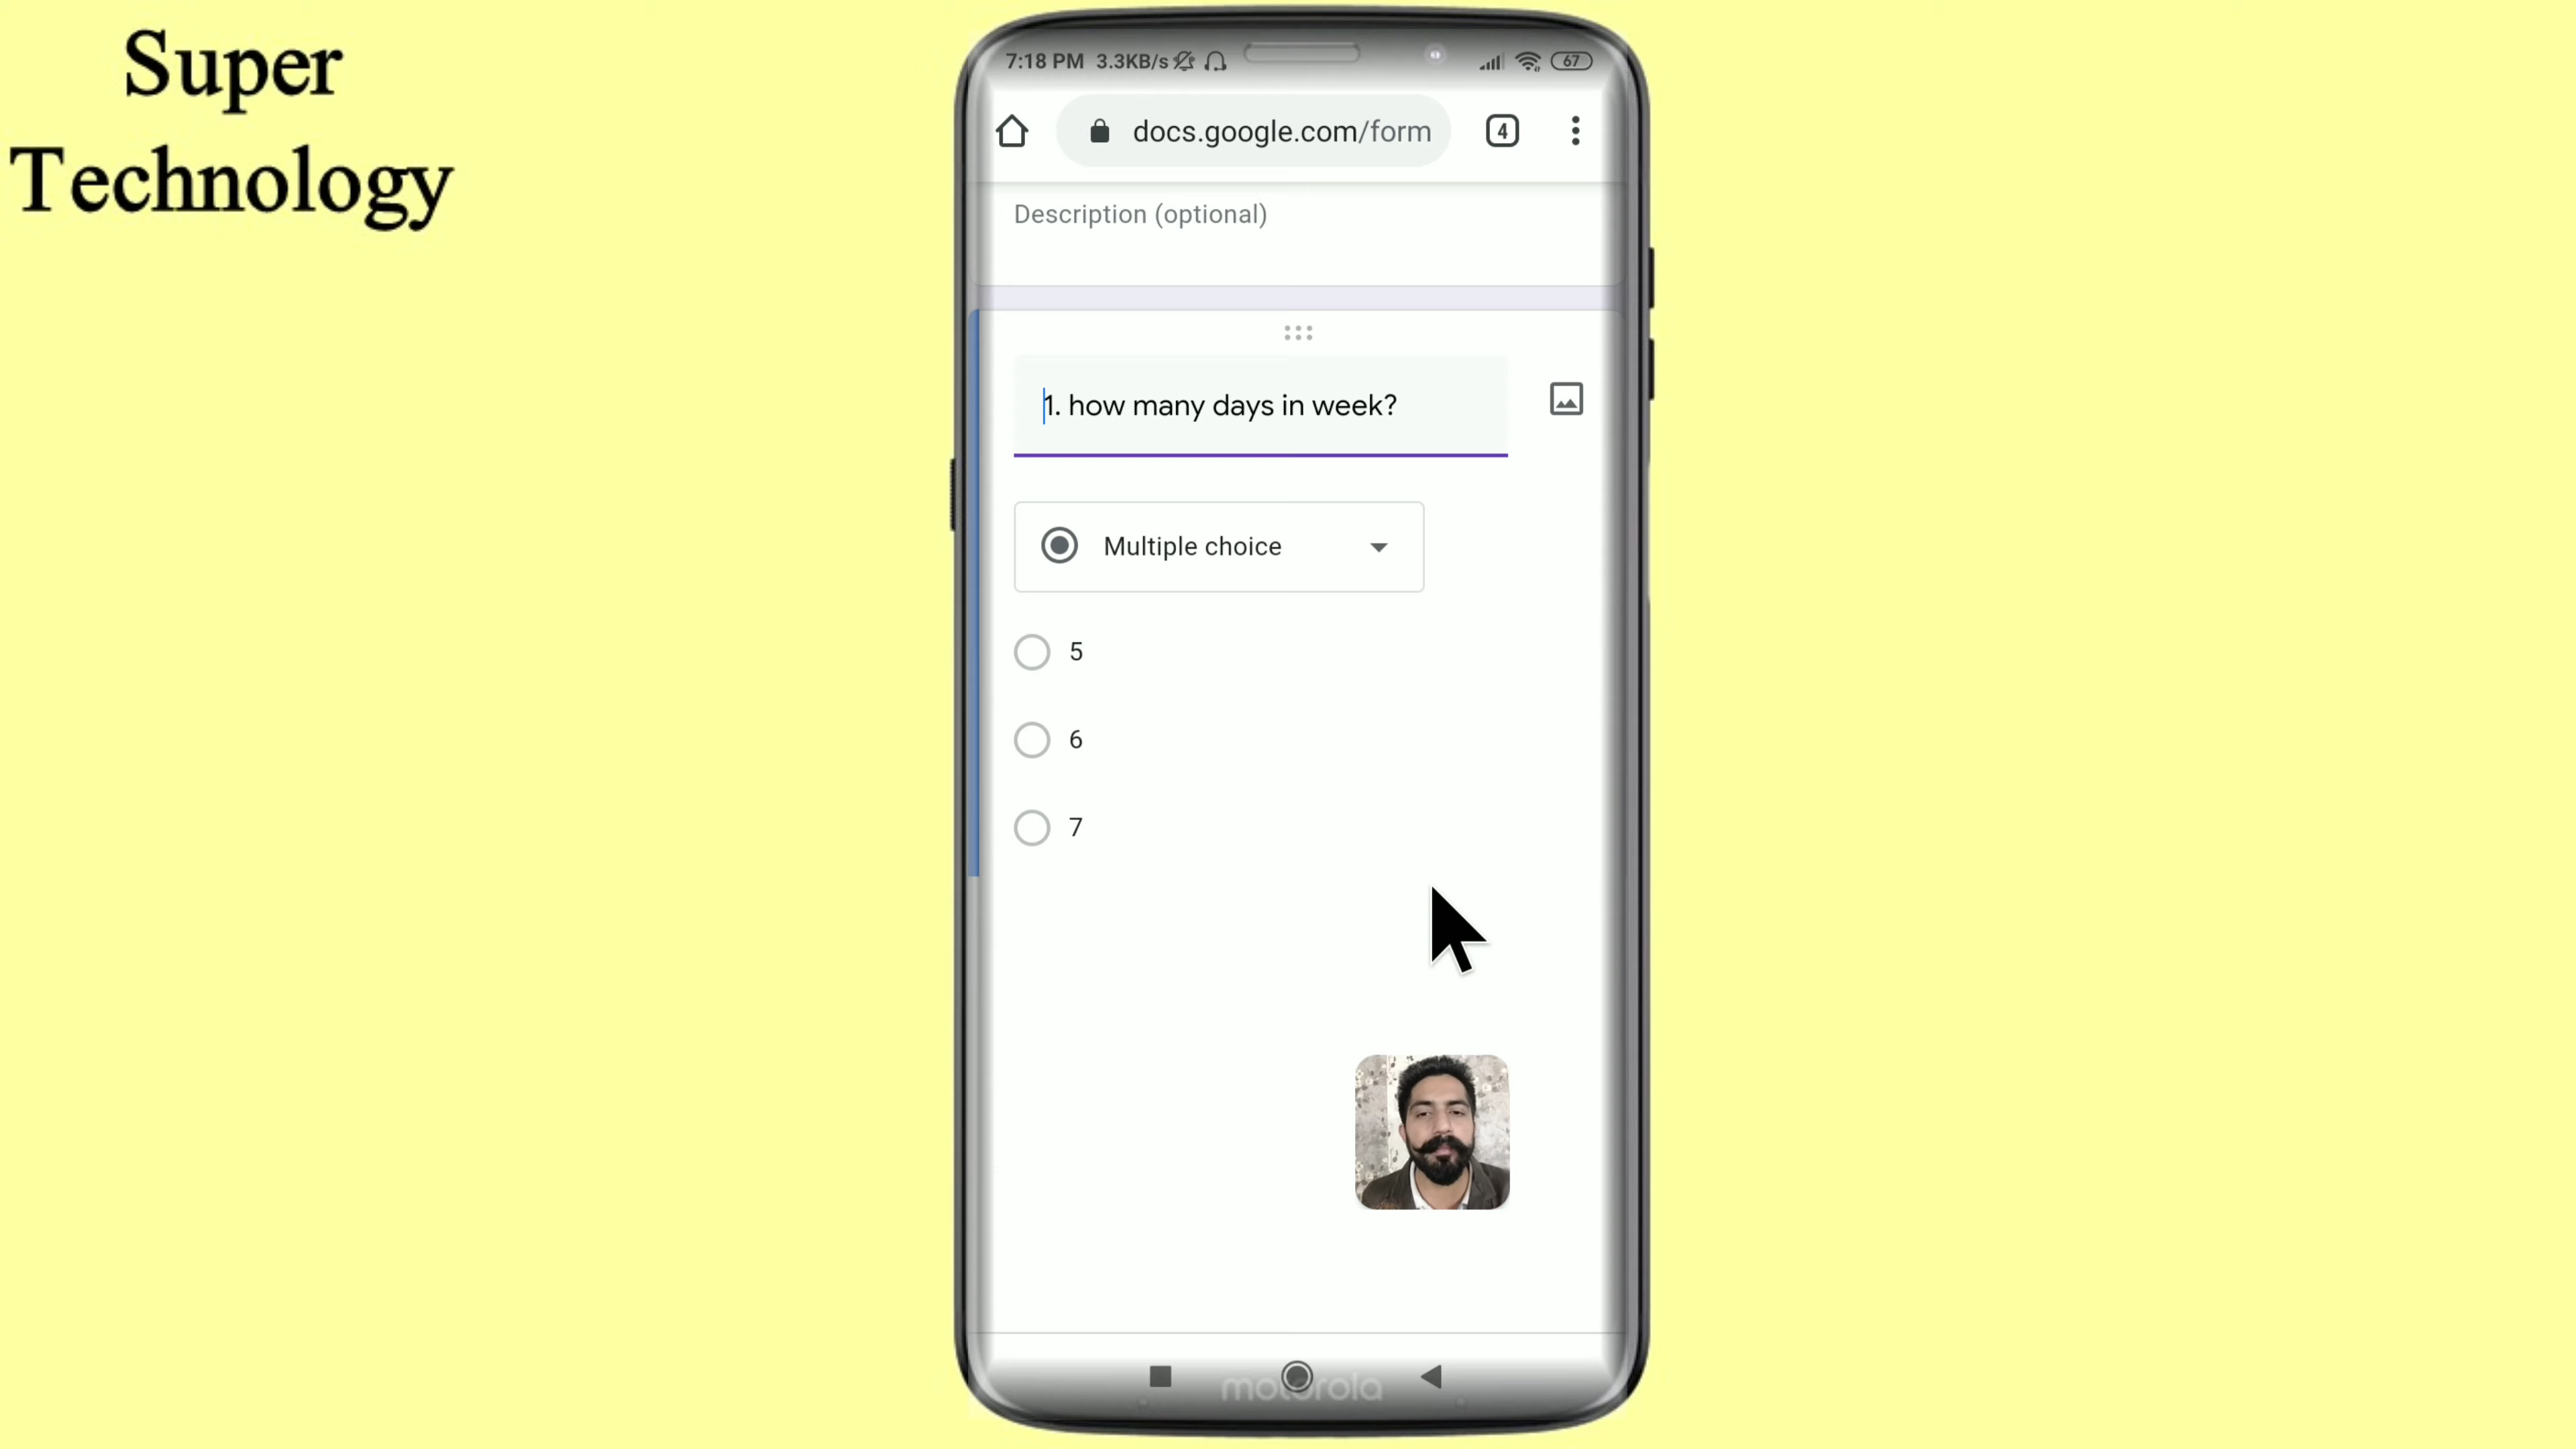 Super
Technology
7:18 PM 3.3KB/s 67
docs.google.com/form 4
Description (optional)
1. how many days in week?
Multiple choice
5
6
7
motorola